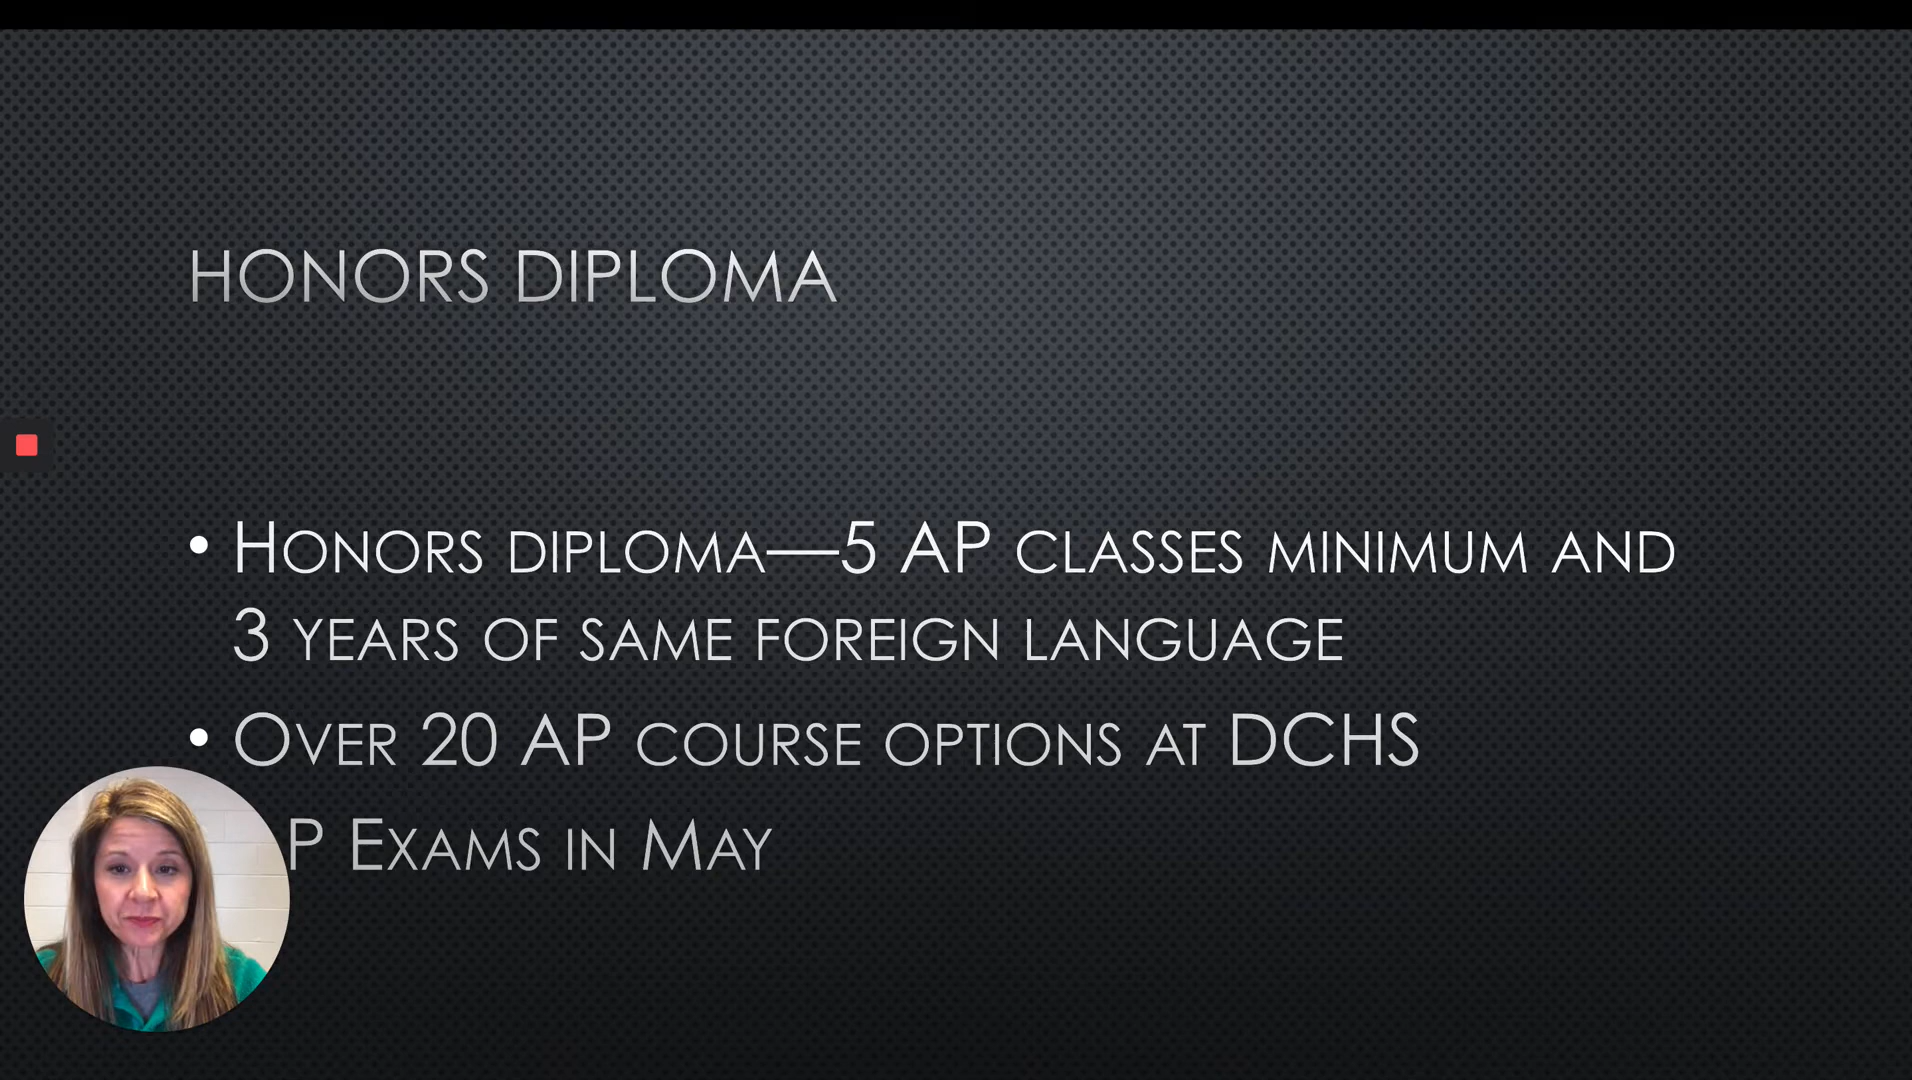 HONORS DIPLOMA
• HONORS DIPLOMA—5 AP CLASSES MINIMUM AND
3 YEARS OF SAME FOREIGN LANGUAGE
• OVER 20 AP COURSE OPTIONS AT DCHS
P EXAMS IN MAY